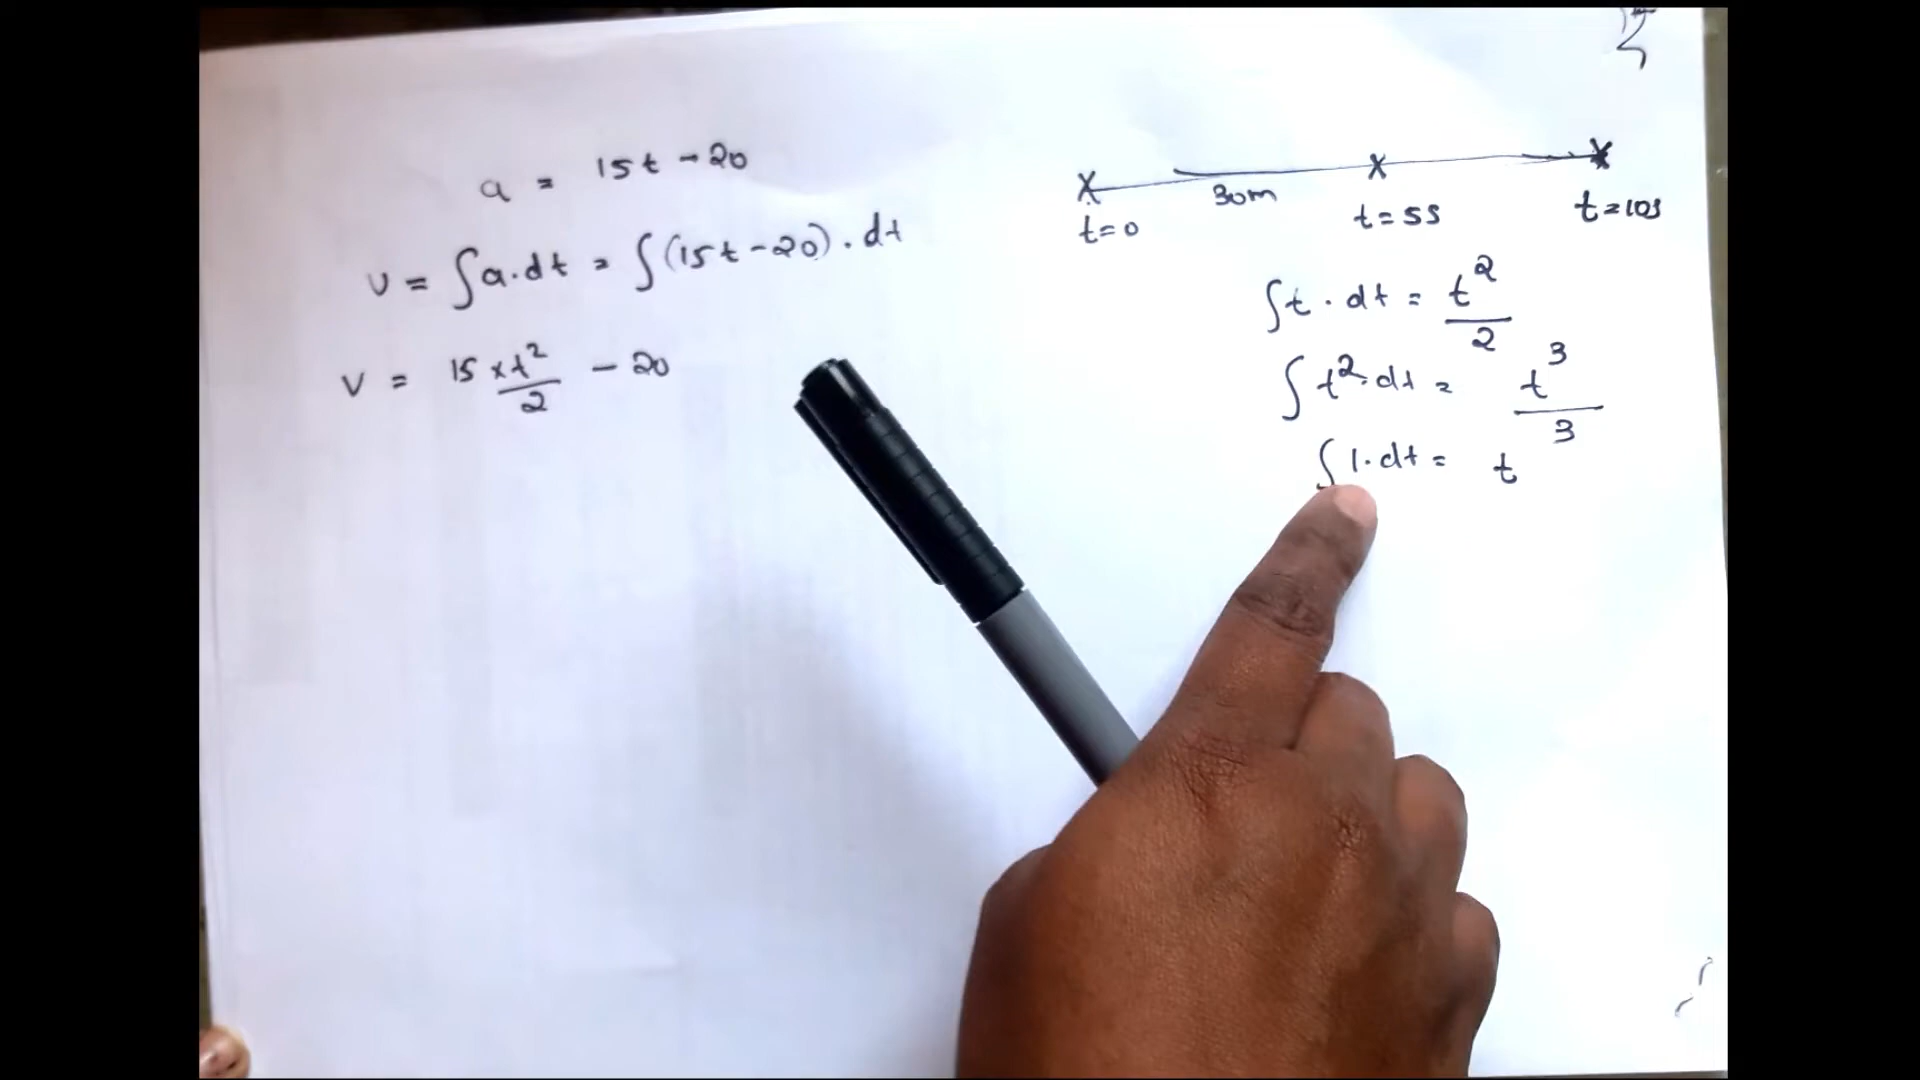 a = 15t - 20
v = ∫a.dt = ∫(15t - 20).dt
v = 15 x t²/2 - 20
30m
t=0 t=5s t=10s
∫t.dt = t²/2
∫t².dt = t³/3
∫1.dt = t